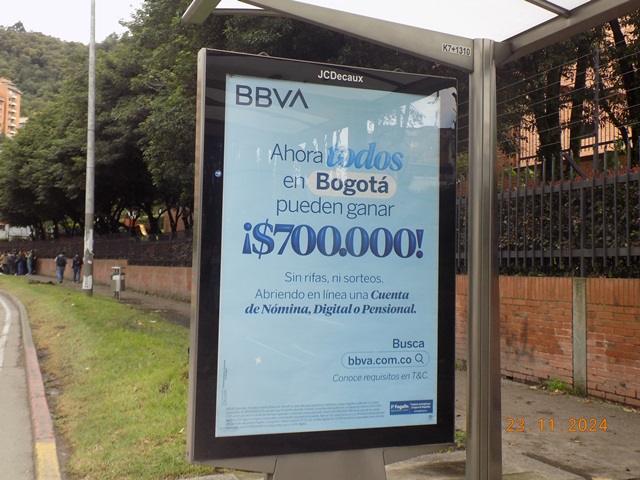 K7+1310
JCDecaux
BBVA
Ahora todos
en Bogotá
pueden ganar
¡$700.000!
Sin rifas, ni sorteos.
Abriendo en línea una Cuenta
de Nómina, Digital o Pensional.
Busca
bbva.com.co
Conoce requisitos en T&C.
Fogafín
23 11 2024